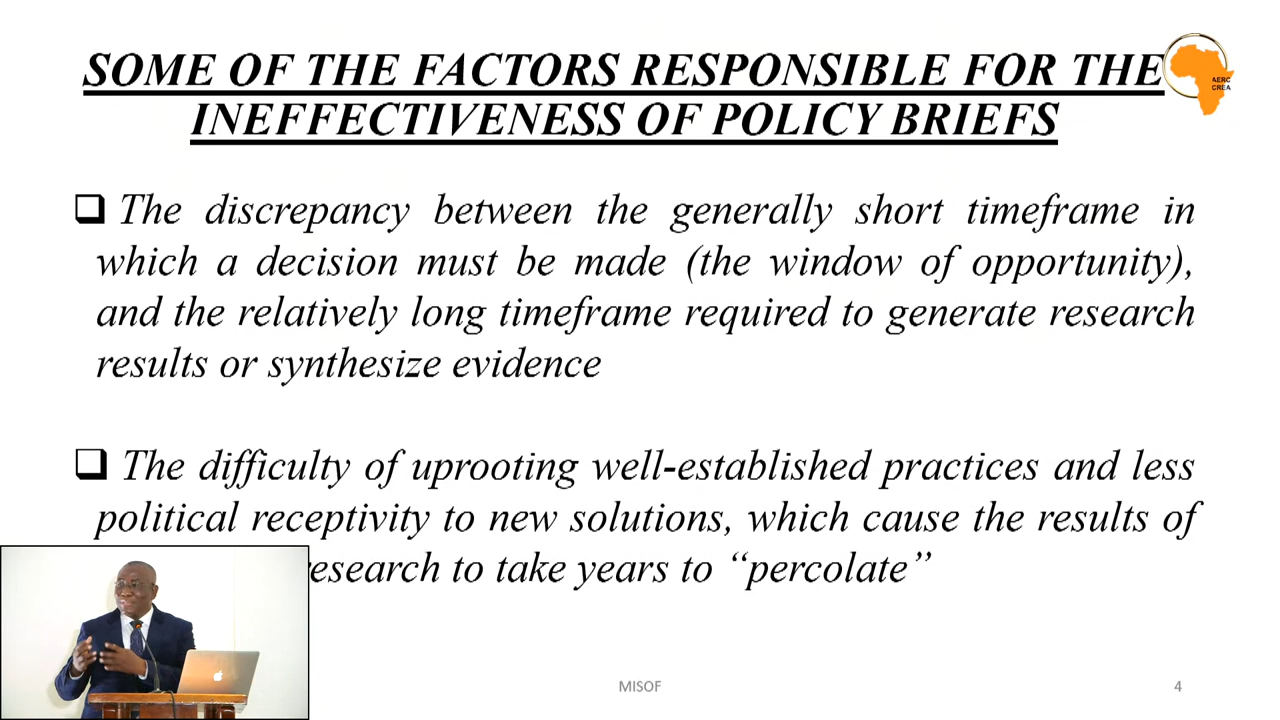 SOME OF THE FACTORS RESPONSIBLE FOR THE
INEFFECTIVENESS OF POLICY BRIEFS
AERC
CREA
The discrepancy between the generally short timeframe in
which a decision must be made (the window of opportunity),
and the relatively long timeframe required to generate research
results or synthesize evidence
The difficulty of uprooting well-established practices and less
political receptivity to new solutions, which cause the results of
research to take years to “percolate”
MISOF
4